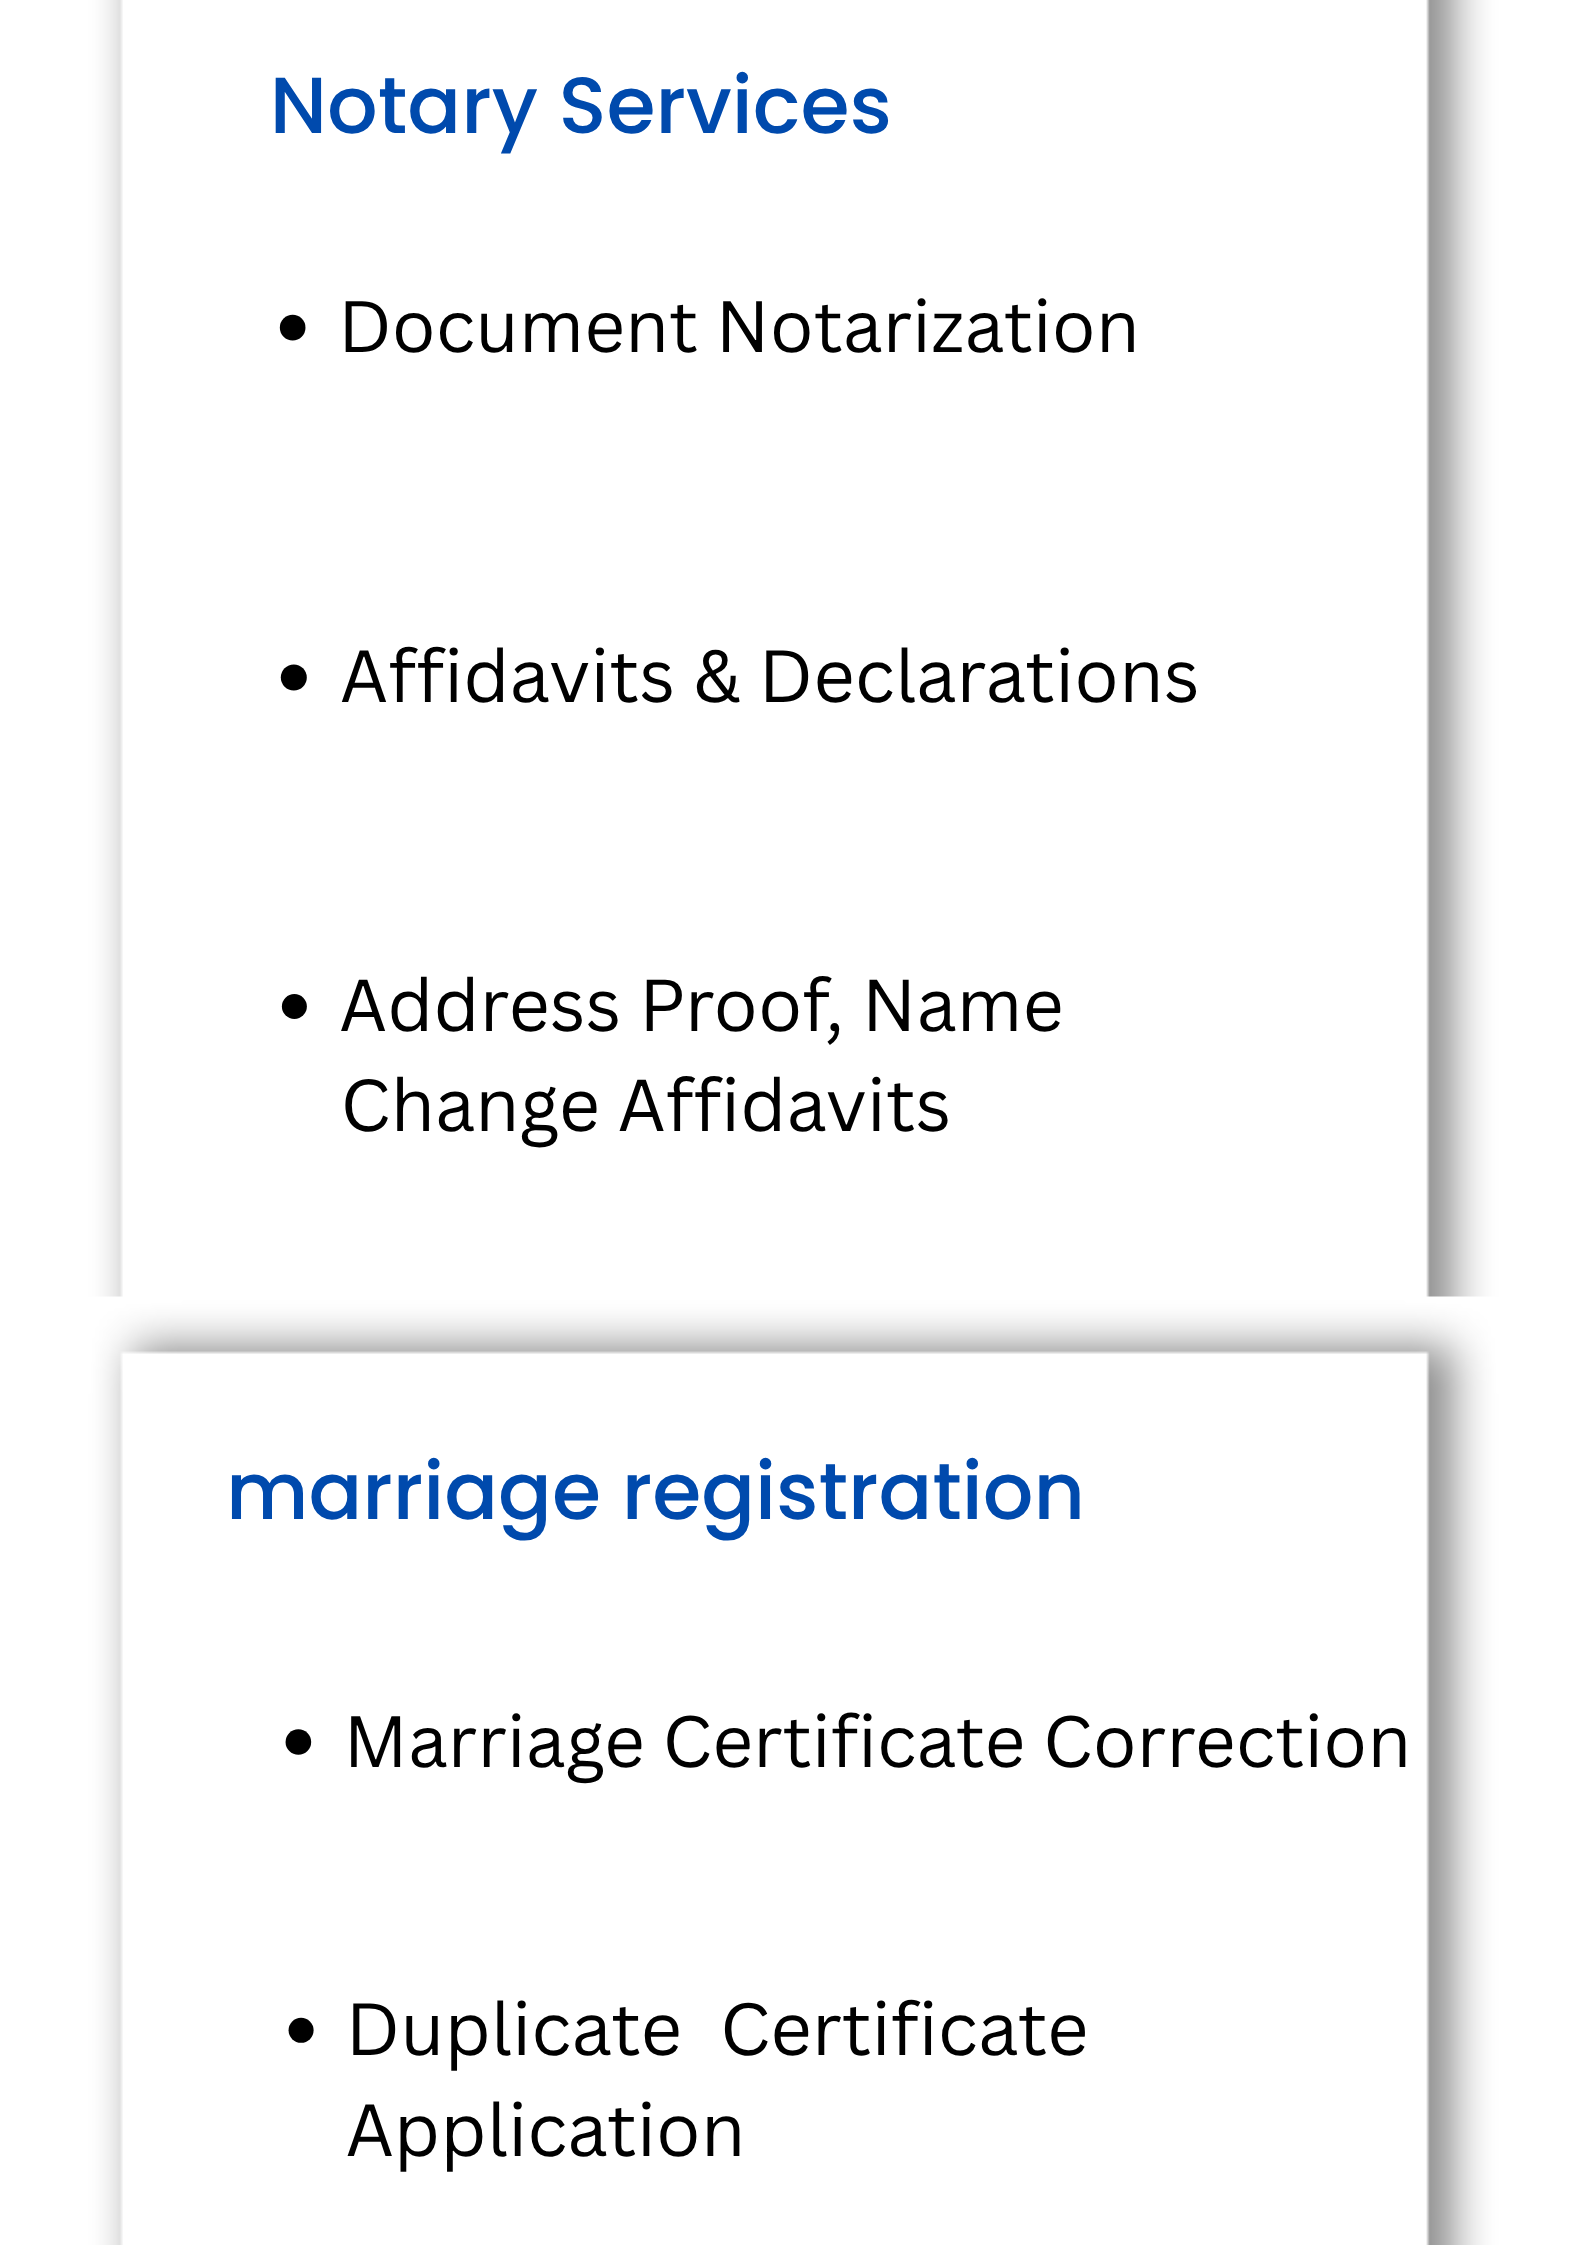 Notary Services
• Document Notarization
• Affidavits & Declarations
• Address Proof, Name
Change Affidavits
marriage registration
• Marriage Certificate Correction
• Duplicate  Certificate
Application